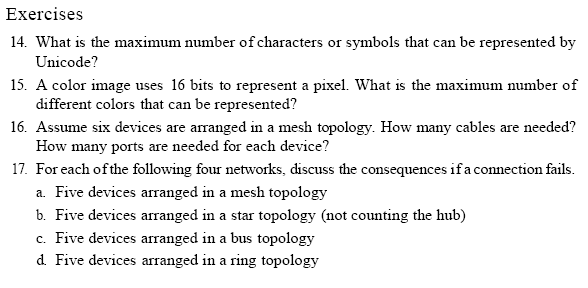 Exercises
14. What is the maximum number of characters or symbols that can be represented by
Unicode?
15. A color image uses 16 bits to represent a pixel. What is the maximum number of
different colors that can be represented?
16. Assume six devices are arranged in a mesh topology. How many cables are needed?
How many ports are needed for each device?
17. For each of the following four networks, discuss the consequences if a connection fails.
a. Five devices arranged in a mesh topology
b. Five devices arranged in a star topology (not counting the hub)
c. Five devices arranged in a bus topology
d. Five devices arranged in a ring topology